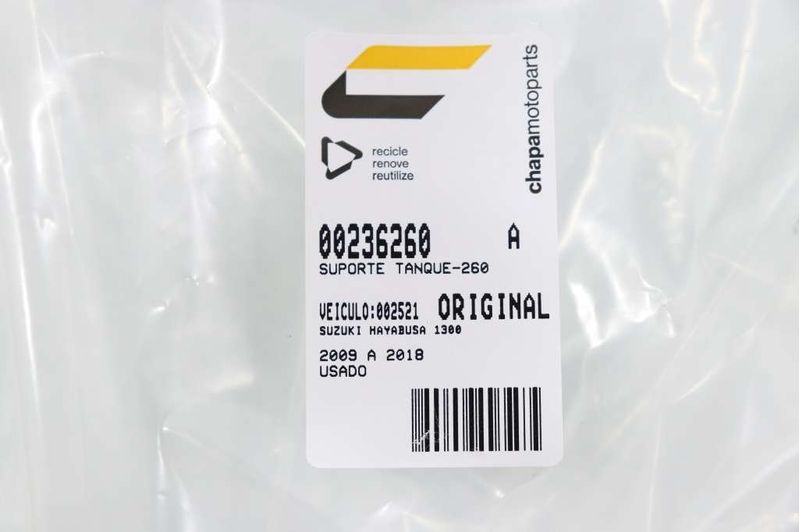 chapamotoparts
recicle
renove
reutilize
00236260 A
SUPORTE TANQUE-260
VEICULO:002521 ORIGINAL
SUZUKI HAYABUSA 1300
2009 A 2018
USADO